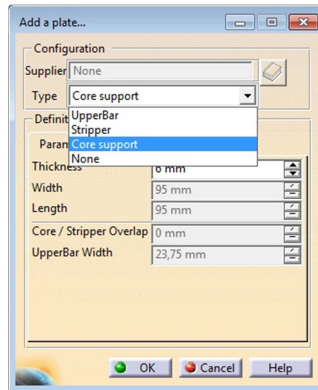 Add a plate...
Configuration
Supplier None
Type Core support
UpperBar
Stripper
Core support
None
Definit
Param
Thickness 6 mm
Width 95 mm
Length 95 mm
Core / Stripper Overlap 0 mm
UpperBar Width 23,75 mm
OK Cancel Help